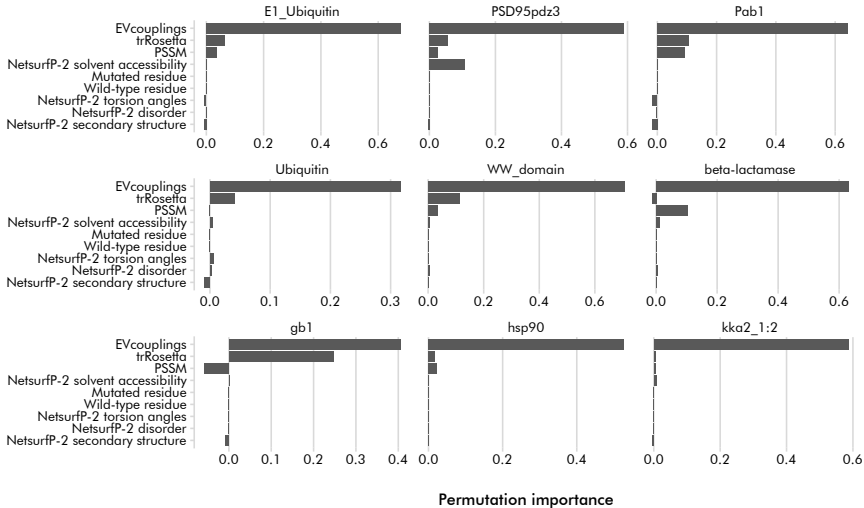 E1_Ubiquitin
PSD95pdz3
Pab1
EVcouplings
trRosetta
PSSM
NetsurfP-2 solvent accessibility
Mutated residue
Wild-type residue
NetsurfP-2 torsion angles
NetsurfP-2 disorder
NetsurfP-2 secondary structure
0.0 0.2 0.4 0.6
0.0 0.2 0.4 0.6
0.0 0.2 0.4 0.6
Ubiquitin
WW_domain
beta-lactamase
EVcouplings
trRosetta
PSSM
NetsurfP-2 solvent accessibility
Mutated residue
Wild-type residue
NetsurfP-2 torsion angles
NetsurfP-2 disorder
NetsurfP-2 secondary structure
0.0 0.1 0.2 0.3
0.0 0.2 0.4 0.6
0.0 0.2 0.4 0.6
gb1
hsp90
kka2_1:2
EVcouplings
trRosetta
PSSM
NetsurfP-2 solvent accessibility
Mutated residue
Wild-type residue
NetsurfP-2 torsion angles
NetsurfP-2 disorder
NetsurfP-2 secondary structure
0.0 0.1 0.2 0.3 0.4
0.0 0.2 0.4
0.0 0.2 0.4 0.6
Permutation importance